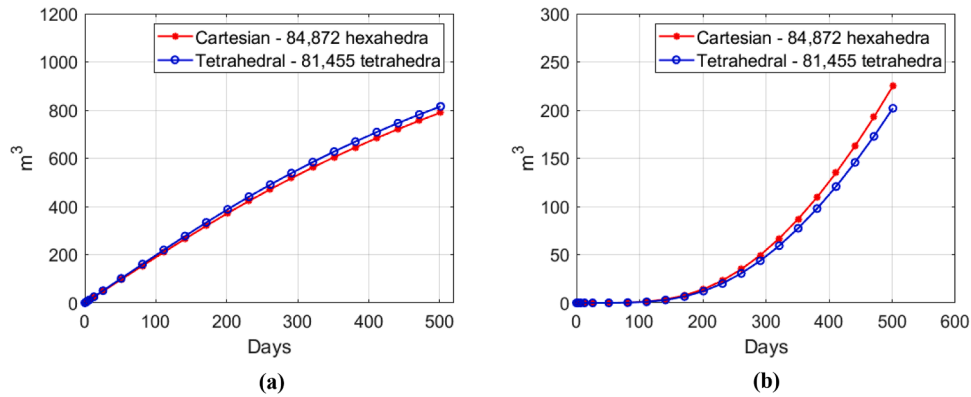 1200
1000
800
600
400
200
0
m³
Cartesian - 84,872 hexahedra
Tetrahedral - 81,455 tetrahedra
0 100 200 300 400 500
Days
(a)
300
250
200
150
100
50
0
m³
Cartesian - 84,872 hexahedra
Tetrahedral - 81,455 tetrahedra
0 100 200 300 400 500 600
Days
(b)